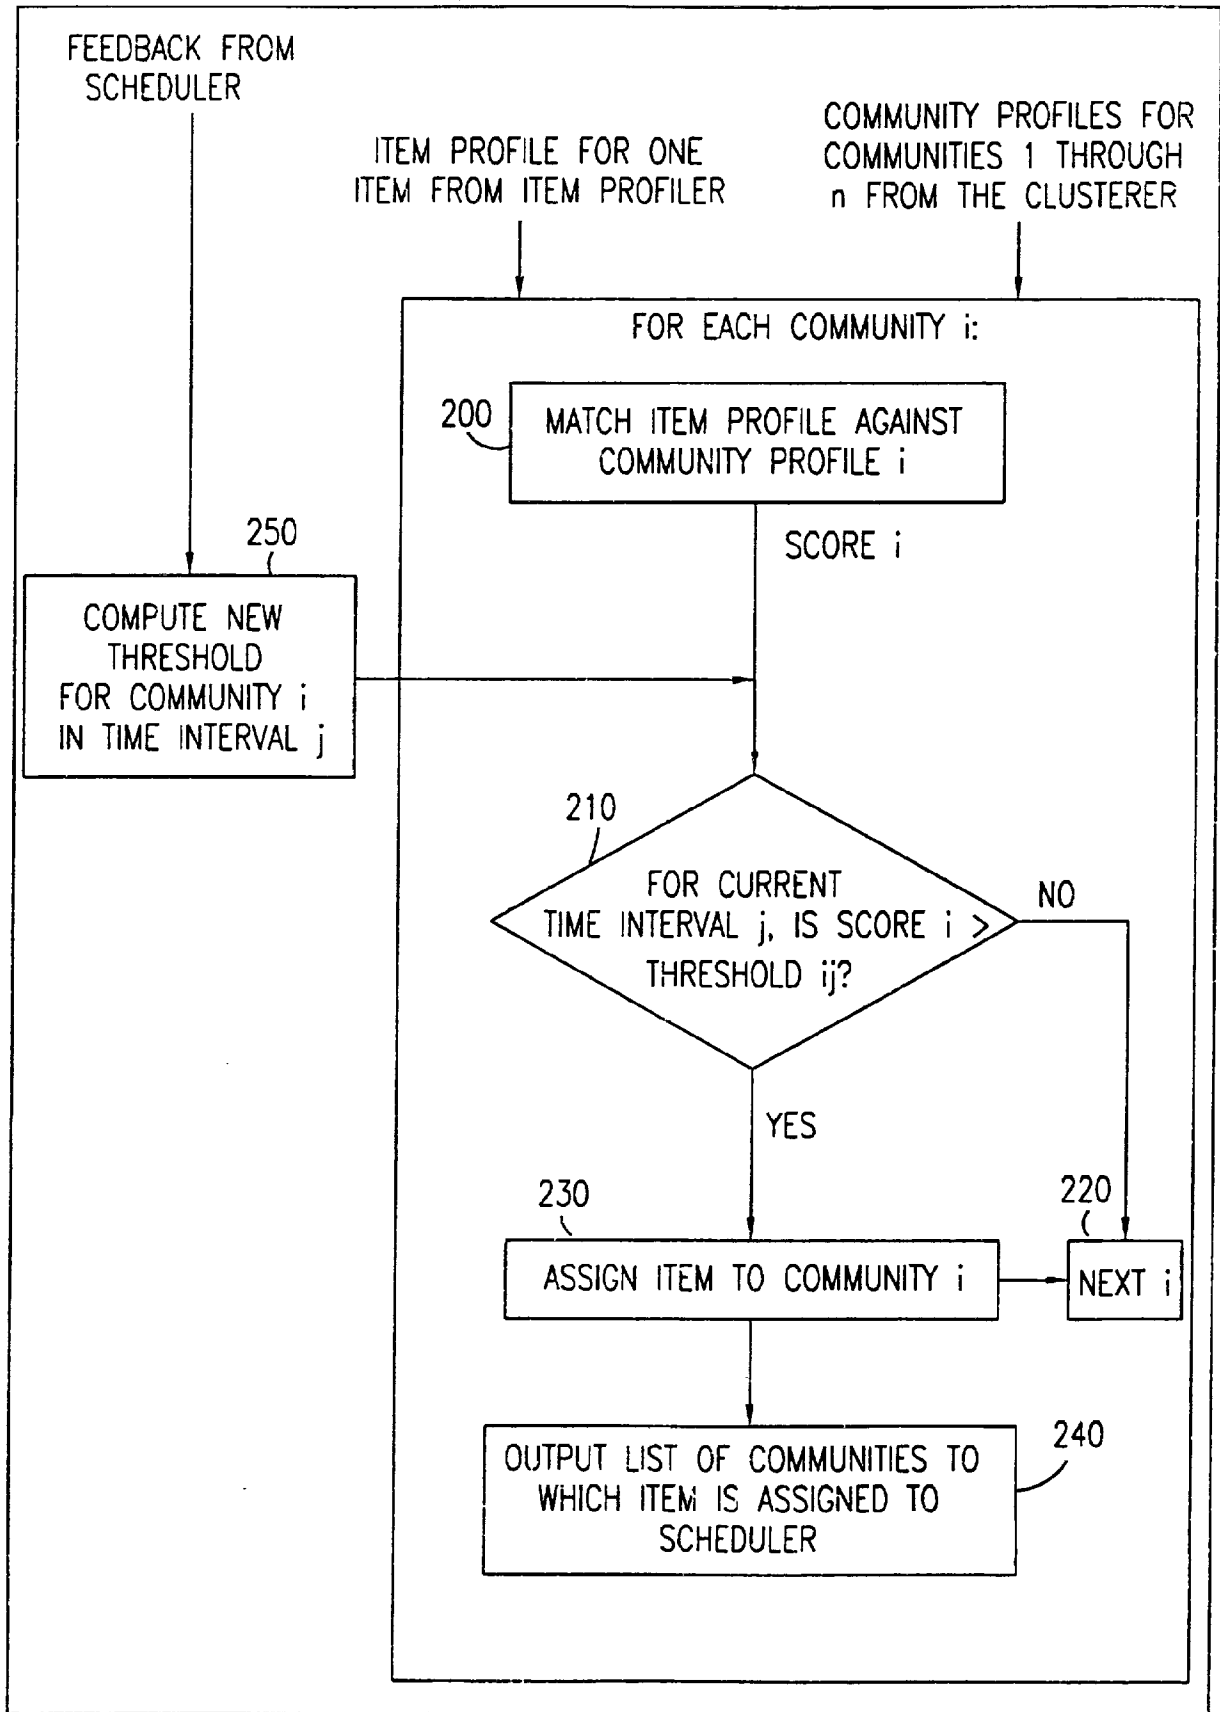 FEEDBACK FROM
SCHEDULER
ITEM PROFILE FOR ONE
ITEM FROM ITEM PROFILER
COMMUNITY PROFILES FOR
COMMUNITIES 1 THROUGH
n FROM THE CLUSTERER
FOR EACH COMMUNITY i:
200
MATCH ITEM PROFILE AGAINST
COMMUNITY PROFILE i
SCORE i
250
COMPUTE NEW
THRESHOLD
FOR COMMUNITY i
IN TIME INTERVAL j
210
FOR CURRENT
TIME INTERVAL j, IS SCORE i >
THRESHOLD ij?
NO
YES
230
ASSIGN ITEM TO COMMUNITY i
220
NEXT i
240
OUTPUT LIST OF COMMUNITIES TO
WHICH ITEM IS ASSIGNED TO
SCHEDULER